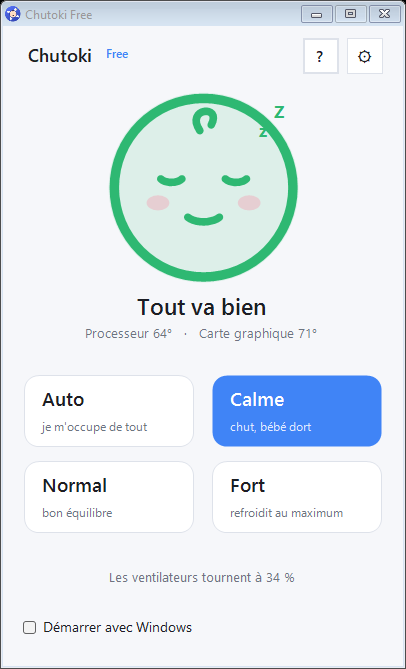 Chutoki Free
Chutoki Free
?
z
Z
Tout va bien
Processeur 64° · Carte graphique 71°
Auto
je m'occupe de tout
Calme
chut, bébé dort
Normal
bon équilibre
Fort
refroidit au maximum
Les ventilateurs tournent à 34 %
Démarrer avec Windows